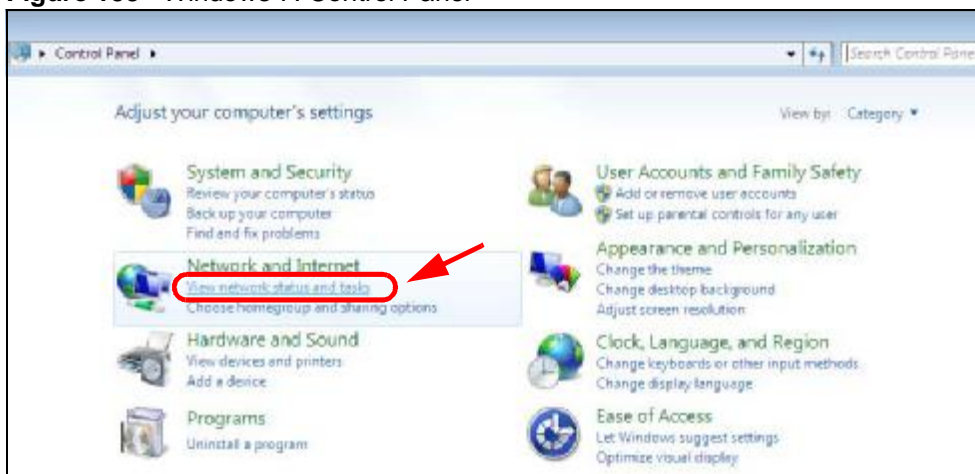 Control Panel
Search Control Pane
Adjust your computer's settings
View by: Category
System and Security
Review your computer's status
Back up your computer
Find and fix problems
Network and Internet
View network status and tasks
Choose homegroup and sharing options
Hardware and Sound
View devices and printers
Add a device
Programs
Uninstall a program
User Accounts and Family Safety
Add or remove user accounts
Set up parental controls for any user
Appearance and Personalization
Change the theme
Change desktop background
Adjust screen resolution
Clock, Language, and Region
Change keyboards or other input methods
Change display language
Ease of Access
Let Windows suggest settings
Optimize visual display